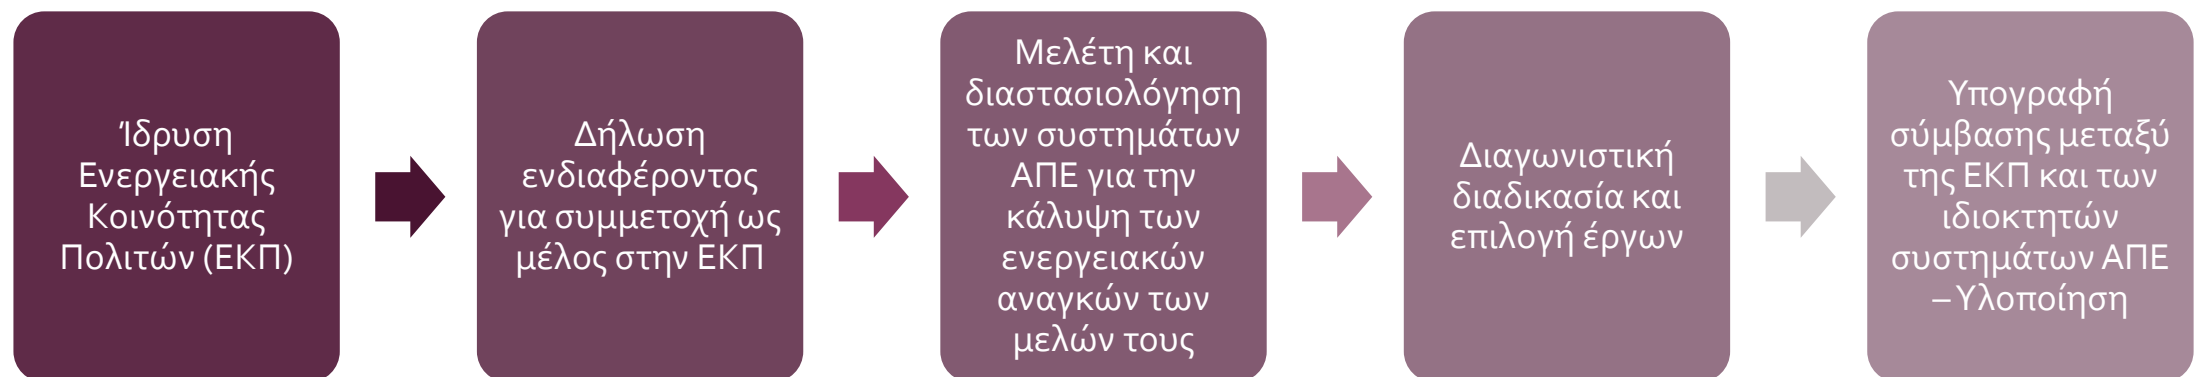 Ίδρυση
Ενεργειακής
Κοινότητας
Πολιτών (ΕΚΠ)
Δήλωση
ενδιαφέροντος
για συμμετοχή ως
μέλος στην ΕΚΠ
Μελέτη και
διαστασιολόγηση
των συστημάτων
ΑΠΕ για την
κάλυψη των
ενεργειακών
αναγκών των
μελών τους
Διαγωνιστική
διαδικασία και
επιλογή έργων
Υπογραφή
σύμβασης μεταξύ
της ΕΚΠ και των
ιδιοκτητών
συστημάτων ΑΠΕ
– Υλοποίηση